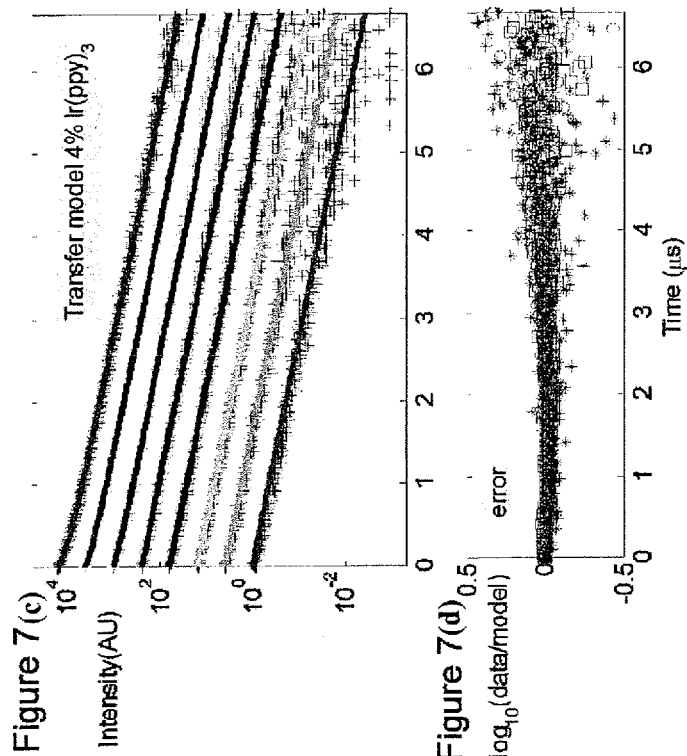 Figure 7(c)
Intensity(AU)
Transfer model 4% Ir(ppy)3
10^4
10^2
10^0
10^-2
0 1 2 3 4 5 6
Figure 7(d)
log10(data/model)
error
0.5
0
-0.5
0 1 2 3 4 5 6
Time (µs)